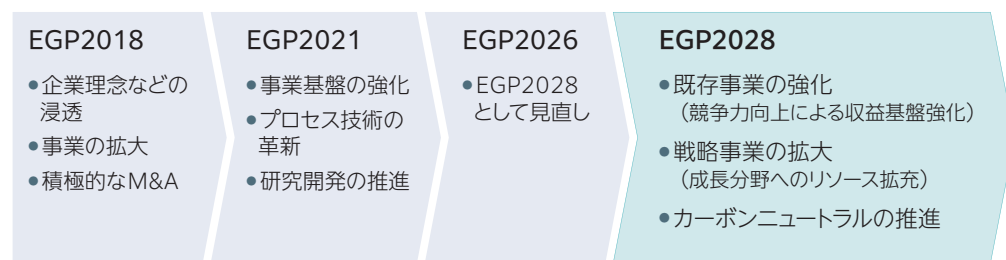 EGP2018
●企業理念などの
浸透
●事業の拡大
●積極的なM&A
EGP2021
●事業基盤の強化
●プロセス技術の
革新
●研究開発の推進
EGP2026
●EGP2028
として見直し
EGP2028
●既存事業の強化
（競争力向上による収益基盤強化）
●戦略事業の拡大
（成長分野へのリソース拡充）
●カーボンニュートラルの推進